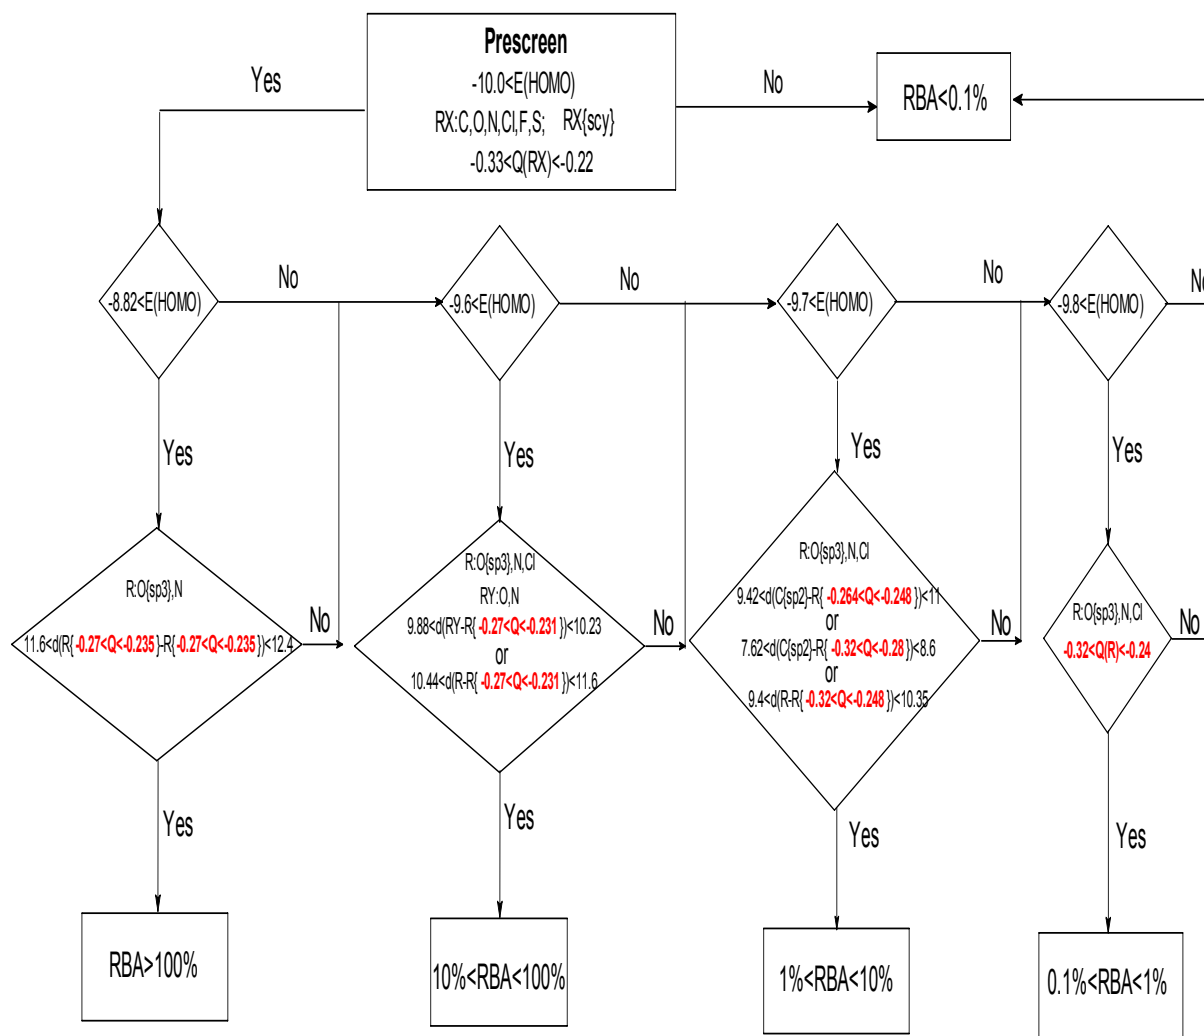 Prescreen
-10.0<E(HOMO)
RX:C,O,N,Cl,F,S; RX{scy}
-0.33<Q(RX)<-0.22
Yes
No
RBA<0.1%
-8.82<E(HOMO)
No
-9.6<E(HOMO)
No
-9.7<E(HOMO)
No
-9.8<E(HOMO)
No
Yes
Yes
Yes
Yes
R:O{sp3},N
11.6<d(R{-0.27<Q<-0.235}-R{-0.27<Q<-0.235})<12.4
No
R:O{sp3},N,Cl
RY:O,N
9.88<d(RY-R{-0.27<Q<-0.231})<10.23
or
10.44<d(R-R{-0.27<Q<-0.231})<11.6
No
R:O{sp3},N,Cl
9.42<d(C{sp2}-R{-0.264<Q<-0.248})<11
or
7.62<d(C{sp2}-R{-0.32<Q<-0.28})<8.6
or
9.4<d(R-R{-0.32<Q<-0.248})<10.35
No
R:O{sp3},N,Cl
-0.32<Q(R)<-0.24
No
Yes
Yes
Yes
Yes
RBA>100%
10%<RBA<100%
1%<RBA<10%
0.1%<RBA<1%